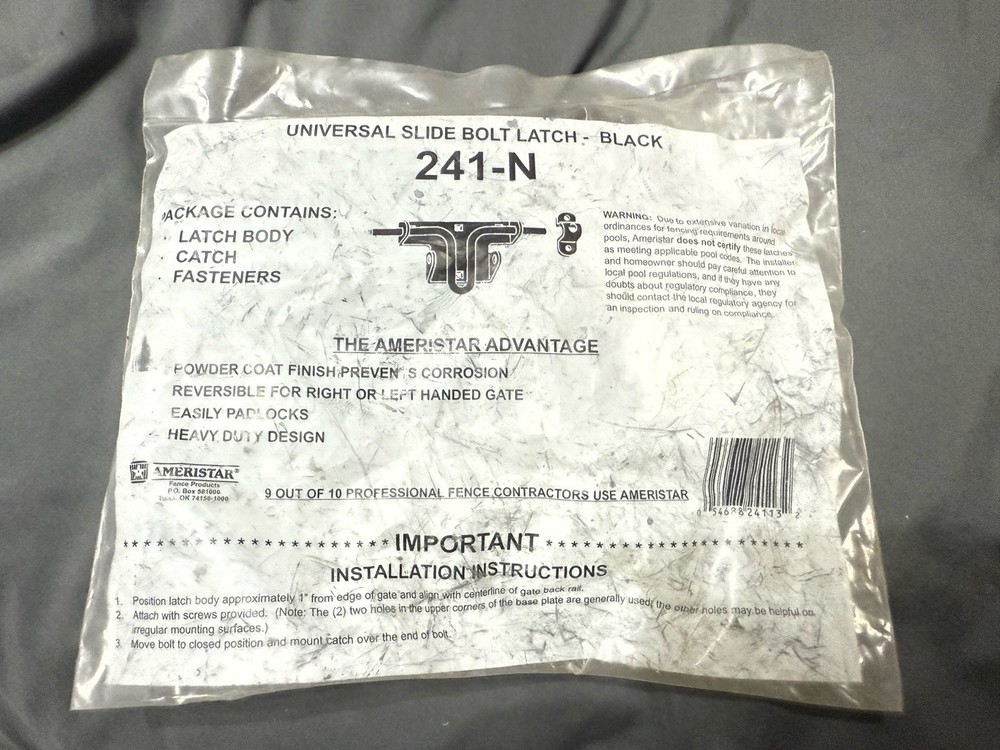 UNIVERSAL SLIDE BOLT LATCH - BLACK
241-N
PACKAGE CONTAINS:
· LATCH BODY
· CATCH
· FASTENERS
WARNING: Due to extensive variation in local
ordinances for fencing requirements around
pools, Ameristar does not certify these latches
as meeting applicable pool codes. The installer
and homeowner should pay careful attention to
local pool regulations, and if they have any
doubts about regulatory compliance, they
should contact the local regulatory agency for
an inspection and ruling on compliance.
THE AMERISTAR ADVANTAGE
· POWDER COAT FINISH PREVENTS CORROSION
· REVERSIBLE FOR RIGHT OR LEFT HANDED GATE
· EASILY PADLOCKS
· HEAVY DUTY DESIGN
AMERISTAR®
Fence Products
P.O. Box 581000
Tulsa, OK 74158-1000
9 OUT OF 10 PROFESSIONAL FENCE CONTRACTORS USE AMERISTAR
0 54688 24113 2
* * * * * * * * * * * * * * * * * * * * IMPORTANT * * * * * * * * * * * * * * * * * * * *
INSTALLATION INSTRUCTIONS
1. Position latch body approximately 1" from edge of gate and align with centerline of gate back rail.
2. Attach with screws provided. (Note: The (2) two holes in the upper corners of the base plate are generally used; the other holes may be helpful on
irregular mounting surfaces.)
3. Move bolt to closed position and mount catch over the end of bolt.